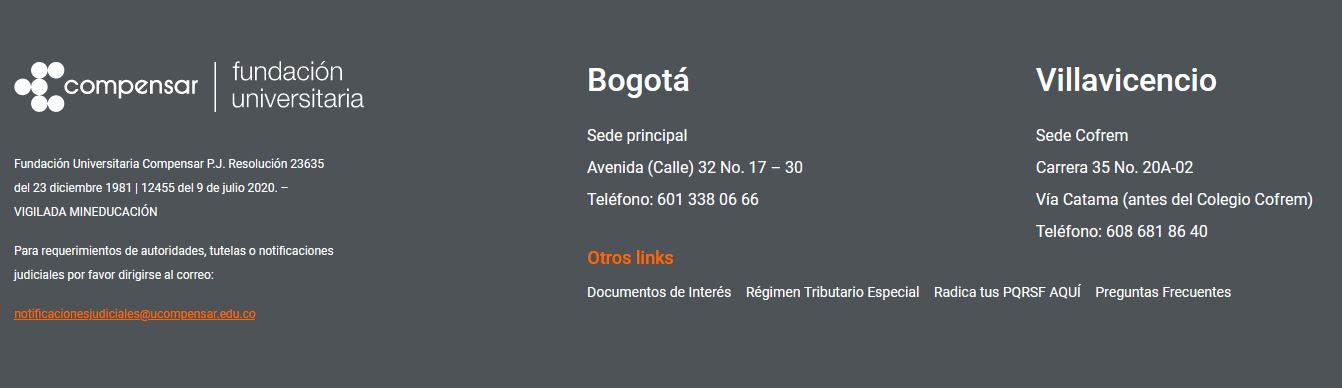 compensar
fundación
universitaria
Fundación Universitaria Compensar P.J. Resolución 23635
del 23 diciembre 1981 | 12455 del 9 de julio 2020. –
VIGILADA MINEDUCACIÓN
Para requerimientos de autoridades, tutelas o notificaciones
judiciales por favor dirigirse al correo:
notificacionesjudiciales@ucompensar.edu.co
Bogotá
Sede principal
Avenida (Calle) 32 No. 17 – 30
Teléfono: 601 338 06 66
Villavicencio
Sede Cofrem
Carrera 35 No. 20A-02
Vía Catama (antes del Colegio Cofrem)
Teléfono: 608 681 86 40
Otros links
Documentos de Interés Régimen Tributario Especial Radica tus PQRSF AQUÍ Preguntas Frecuentes